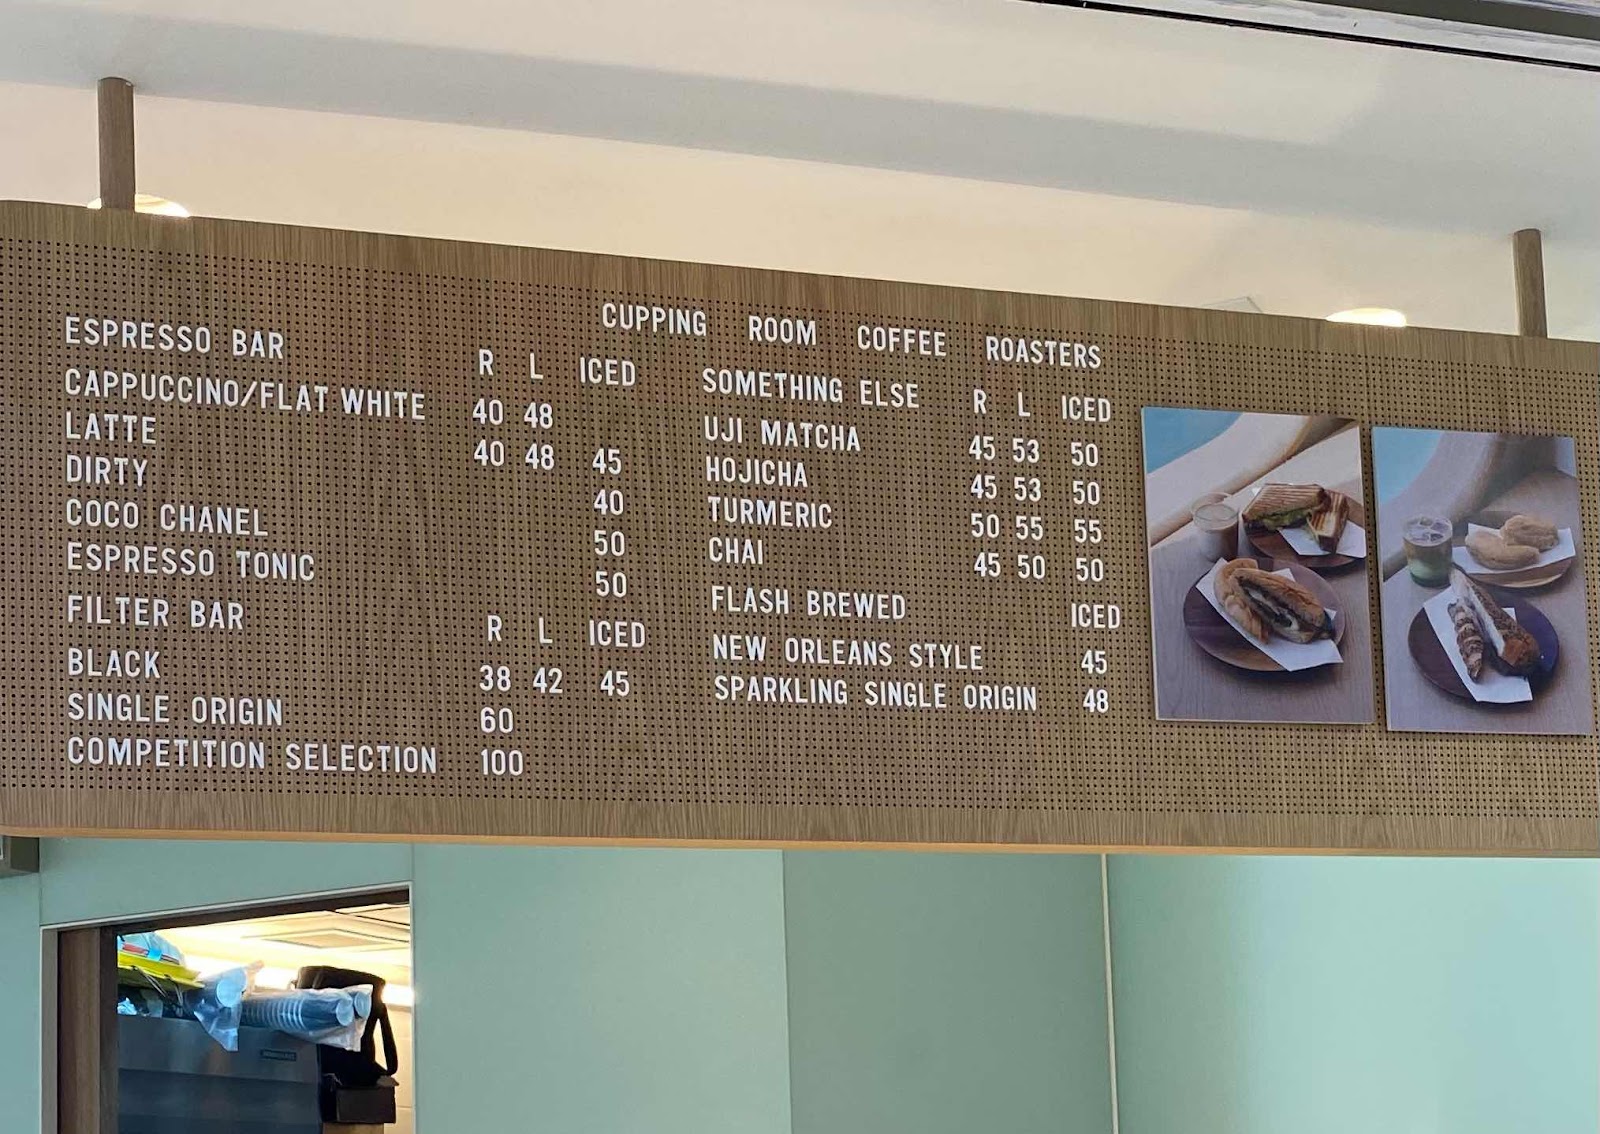 CUPPING ROOM COFFEE ROASTERS
ESPRESSO BAR R L ICED
CAPPUCCINO/FLAT WHITE 40 48
LATTE 40 48 45
DIRTY 40
COCO CHANEL 50
ESPRESSO TONIC 50
FILTER BAR R L ICED
BLACK 38 42 45
SINGLE ORIGIN 60
COMPETITION SELECTION 100
SOMETHING ELSE R L ICED
UJI MATCHA 45 53 50
HOJICHA 45 53 50
TURMERIC 50 55 55
CHAI 45 50 50
FLASH BREWED ICED
NEW ORLEANS STYLE 45
SPARKLING SINGLE ORIGIN 48